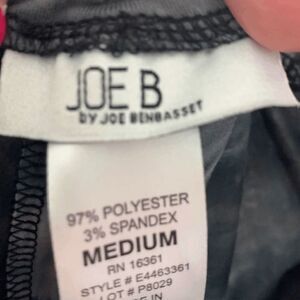 JOE B
BY JOE BENBASSET
97% POLYESTER
3% SPANDEX
MEDIUM
RN 16361
STYLE # E4463361
LOT # P8029